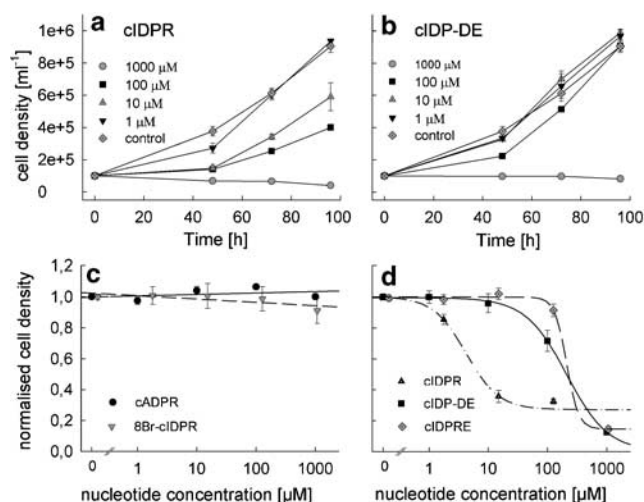 a
cIDPR
1000 µM
100 µM
10 µM
1 µM
control
cell density [ml⁻¹]
1e+6
8e+5
6e+5
4e+5
2e+5
0
0 20 40 60 80 100
Time [h]
b
cIDP-DE
1000 µM
100 µM
10 µM
1 µM
control
0 20 40 60 80 100
Time [h]
c
normalised cell density
1,2
1,0
0,8
0,6
0,4
0,2
0,0
cADPR
8Br-cIDPR
0 1 10 100 1000
nucleotide concentration [µM]
d
cIDPR
cIDP-DE
cIDPRE
0 1 10 100 1000
nucleotide concentration [µM]